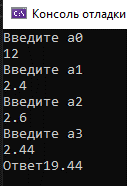 Консоль отладки
Введите a0
12
Введите a1
2.4
Введите a2
2.6
Введите a3
2.44
Ответ19.44